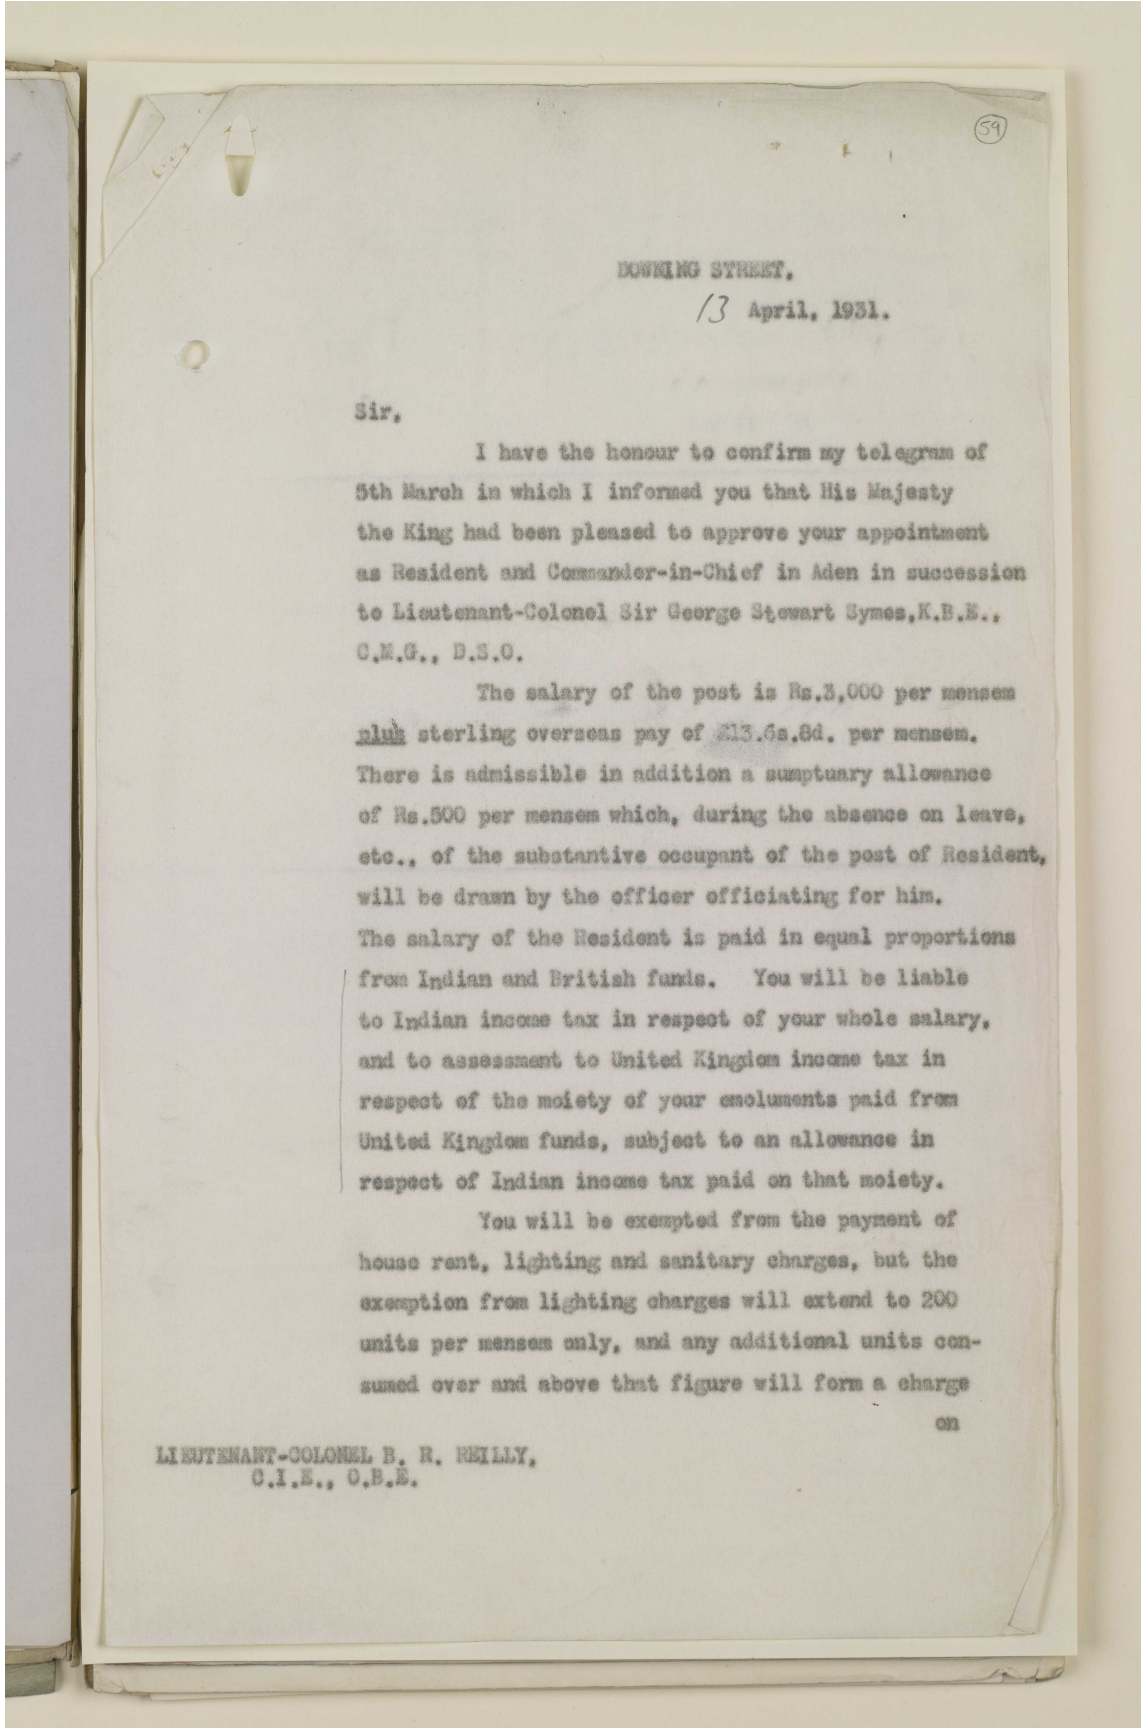 59
DOWNING STREET.
13 April, 1931.
Sir,
I have the honour to confirm my telegram of
5th March in which I informed you that His Majesty
the King had been pleased to approve your appointment
as Resident and Commander-in-Chief in Aden in succession
to Lieutenant-Colonel Sir George Stewart Symes,K.B.E.,
C.M.G., D.S.O.
The salary of the post is Rs.3,000 per mensem
plus sterling overseas pay of £13.6s.8d. per mensem.
There is admissible in addition a sumptuary allowance
of Rs.500 per mensem which, during the absence on leave,
etc., of the substantive occupant of the post of Resident,
will be drawn by the officer officiating for him.
The salary of the Resident is paid in equal proportions
from Indian and British funds. You will be liable
to Indian income tax in respect of your whole salary,
and to assessment to United Kingdom income tax in
respect of the moiety of your emoluments paid from
United Kingdom funds, subject to an allowance in
respect of Indian income tax paid on that moiety.
You will be exempted from the payment of
house rent, lighting and sanitary charges, but the
exemption from lighting charges will extend to 200
units per mensem only, and any additional units con-
sumed over and above that figure will form a charge
on
LIEUTENANT-COLONEL B. R. REILLY,
C.I.E., O.B.E.